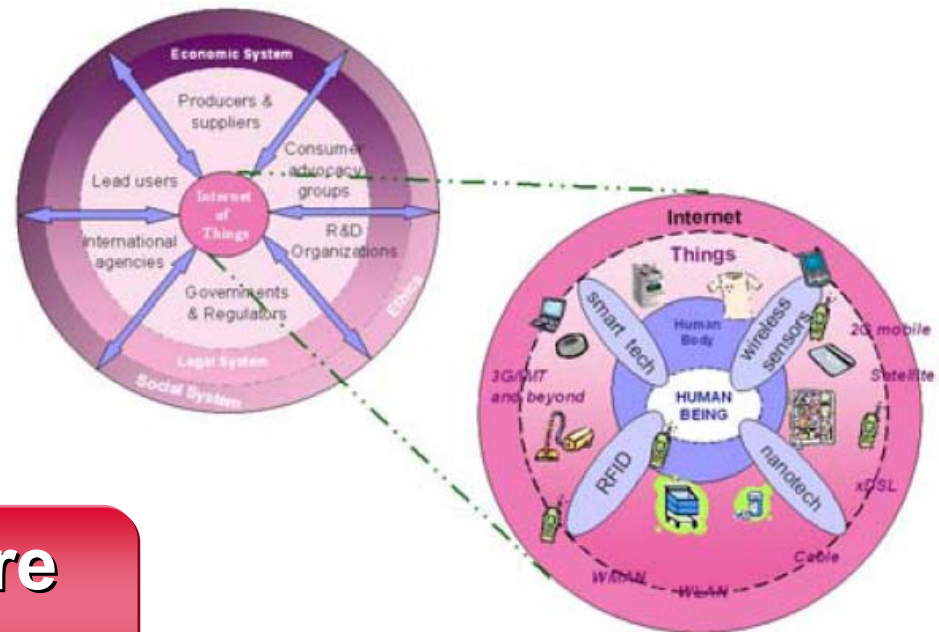 Economic System
Producers &
suppliers
Consumer
advocacy
groups
Lead users
Internet
of
Things
R&D
Organizations
International
agencies
Governments
& Regulators
Ethics
Legal System
Social System
Internet
Things
smart tech
wireless
sensors
Human
Body
2G mobile
Satellite
3G/IMT
and beyond
HUMAN
BEING
RFID
nanotech
xDSL
Cable
WMAN
WLAN
re